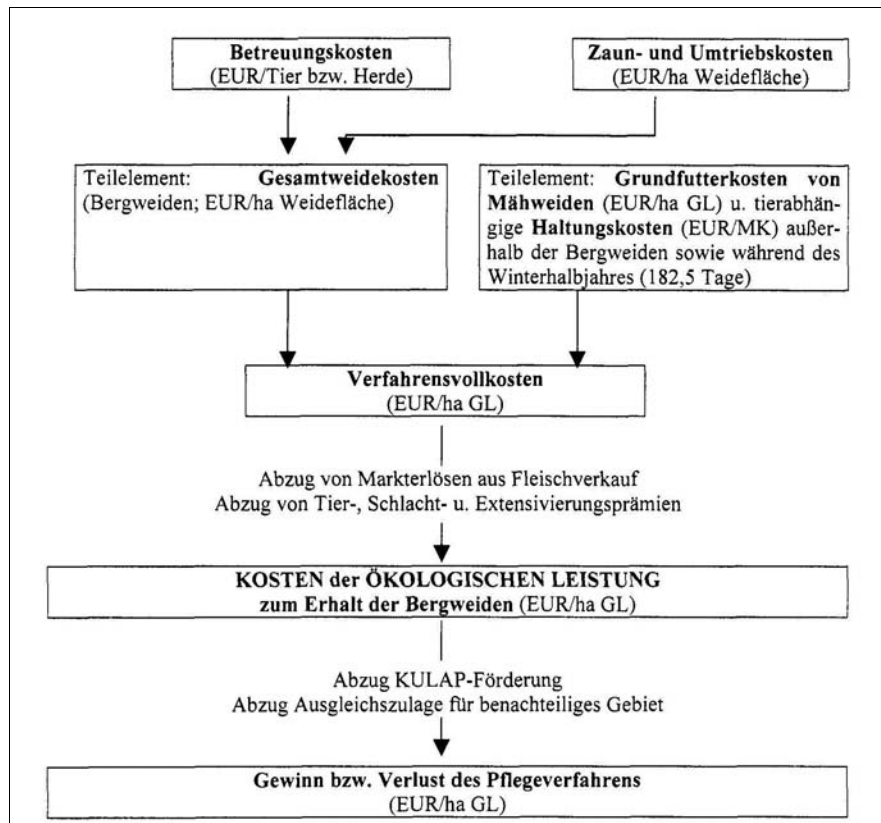 Betreuungskosten
(EUR/Tier bzw. Herde)
Zaun- und Umtriebskosten
(EUR/ha Weidefläche)
Teilelement: Gesamtweidekosten
(Bergweiden; EUR/ha Weidefläche)
Teilelement: Grundfutterkosten von
Mähweiden (EUR/ha GL) u. tierabhän-
gige Haltungskosten (EUR/MK) außer-
halb der Bergweiden sowie während des
Winterhalbjahres (182,5 Tage)
Verfahrensvollkosten
(EUR/ha GL)
Abzug von Markterlösen aus Fleischverkauf
Abzug von Tier-, Schlacht- u. Extensivierungsprämien
KOSTEN der ÖKOLOGISCHEN LEISTUNG
zum Erhalt der Bergweiden (EUR/ha GL)
Abzug KULAP-Förderung
Abzug Ausgleichszulage für benachteiliges Gebiet
Gewinn bzw. Verlust des Pflegeverfahrens
(EUR/ha GL)